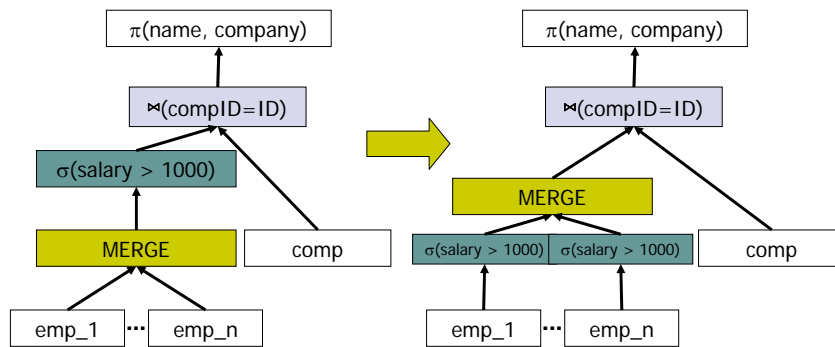 π(name, company)
⋈(compID=ID)
σ(salary > 1000)
MERGE
comp
emp_1 ... emp_n
π(name, company)
⋈(compID=ID)
MERGE
σ(salary > 1000) σ(salary > 1000)
comp
emp_1 ... emp_n